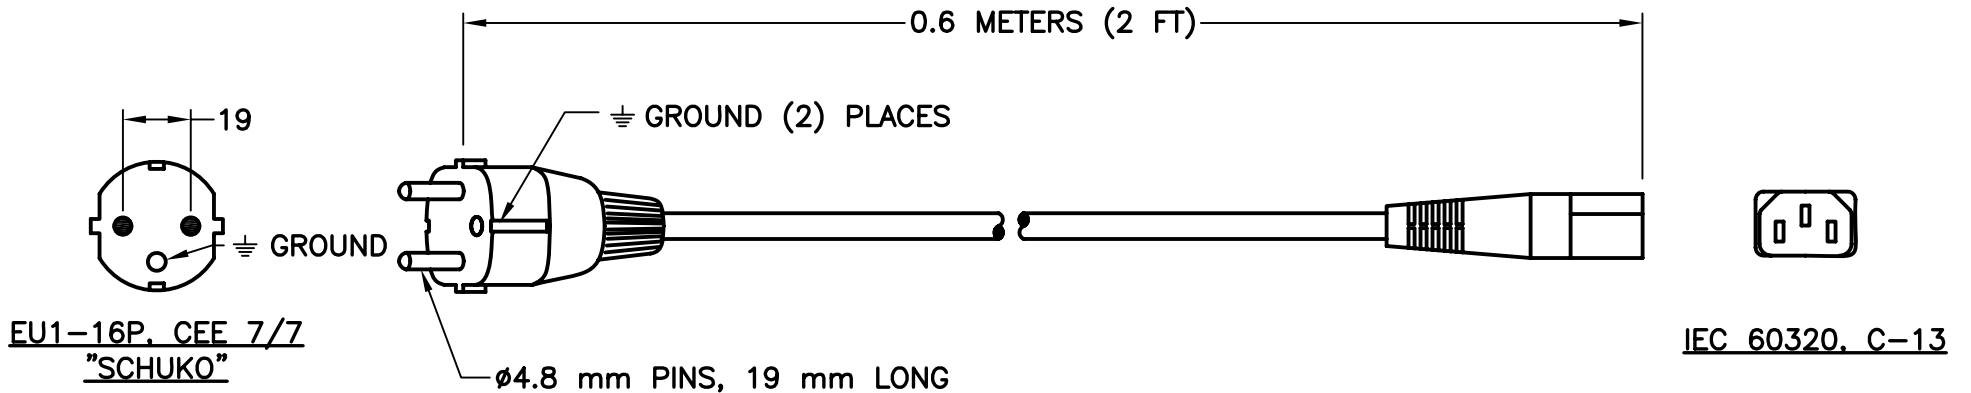 0.6 METERS (2 FT)
19
⏚ GROUND (2) PLACES
⏚ GROUND
EU1-16P, CEE 7/7
"SCHUKO"
ø4.8 mm PINS, 19 mm LONG
IEC 60320, C-13